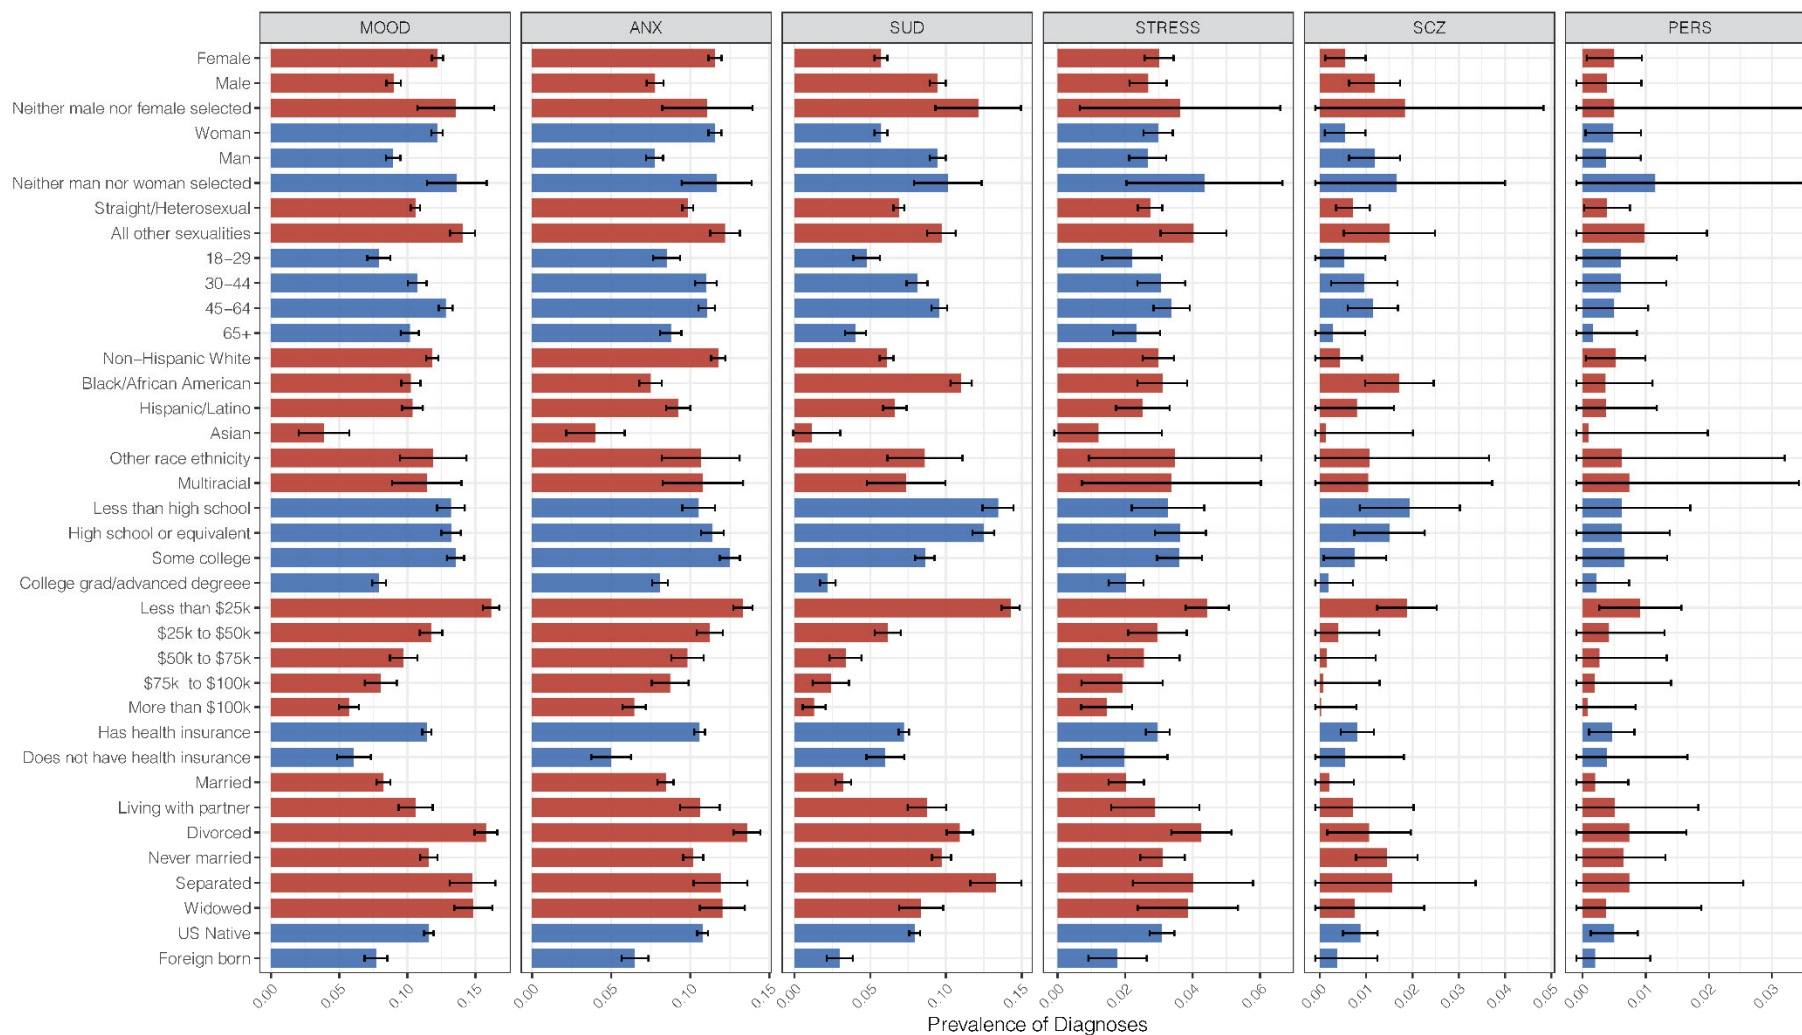 MOOD ANX SUD STRESS SCZ PERS
Female
Male
Neither male nor female selected
Woman
Man
Neither man nor woman selected
Straight/Heterosexual
All other sexualities
18−29
30−44
45−64
65+
Non−Hispanic White
Black/African American
Hispanic/Latino
Asian
Other race ethnicity
Multiracial
Less than high school
High school or equivalent
Some college
College grad/advanced degreee
Less than $25k
$25k to $50k
$50k to $75k
$75k  to $100k
More than $100k
Has health insurance
Does not have health insurance
Married
Living with partner
Divorced
Never married
Separated
Widowed
US Native
Foreign born
0.00 0.05 0.10 0.15 0.00 0.05 0.10 0.15 0.00 0.05 0.10 0.15 0.00 0.02 0.04 0.06 0.00 0.01 0.02 0.03 0.04 0.05 0.00 0.01 0.02 0.03
Prevalence of Diagnoses